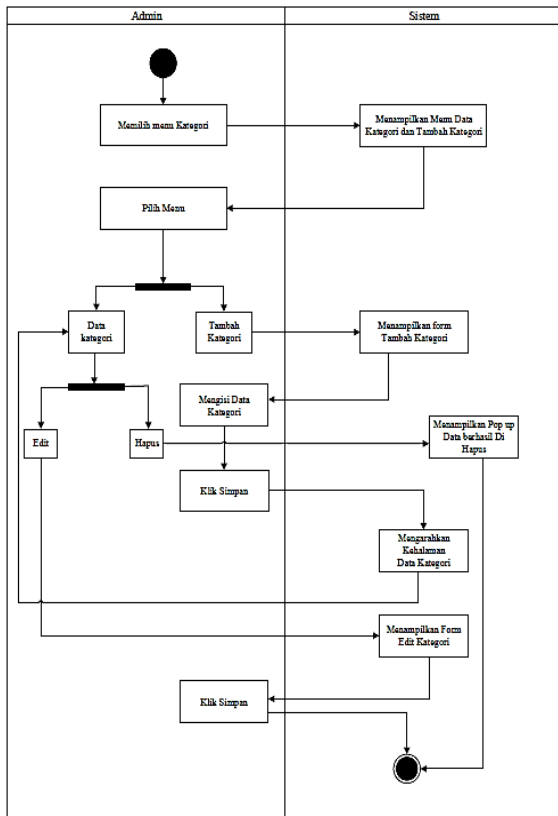 Admin
Sistem
Memilih menu Kategori
Menampilkan Menu Data
Kategori dan Tambah Kategori
Pilih Menu
Data
kategori
Tambah
Kategori
Menampilkan form
Tambah Kategori
Mengisi Data
Kategori
Edit
Hapus
Menampilkan Pop up
Data berhasil Di
Hapus
Klik Simpan
Mengarahkan
Kehalaman
Data Kategori
Menampilkan Form
Edit Kategori
Klik Simpan